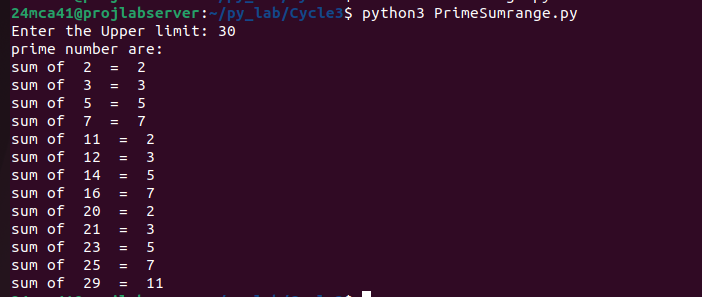 24mca41@projlabserver:~/py_lab/Cycle3$ python3 PrimeSumrange.py
Enter the Upper limit: 30
prime number are:
sum of  2  =  2
sum of  3  =  3
sum of  5  =  5
sum of  7  =  7
sum of  11  =  2
sum of  12  =  3
sum of  14  =  5
sum of  16  =  7
sum of  20  =  2
sum of  21  =  3
sum of  23  =  5
sum of  25  =  7
sum of  29  =  11